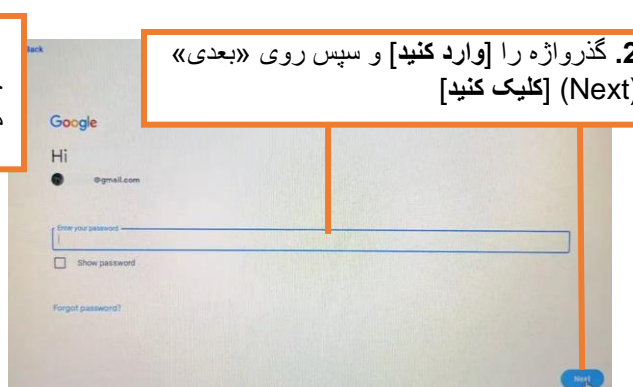 2. گذرواژه را [وارد کنید] و سپس روی «بعدی»
(Next) [کلیک کنید]
Back
Google
Hi
@gmail.com
Enter your password
Show password
Forgot password?
Next